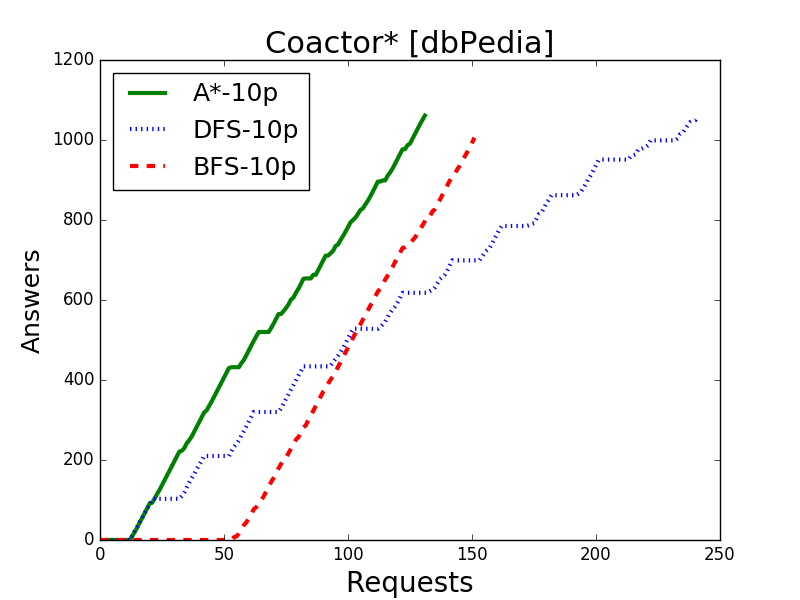 Coactor* [dbPedia]
1200
1000
800
600
400
200
0
Answers
A*-10p
DFS-10p
BFS-10p
0 50 100 150 200 250
Requests